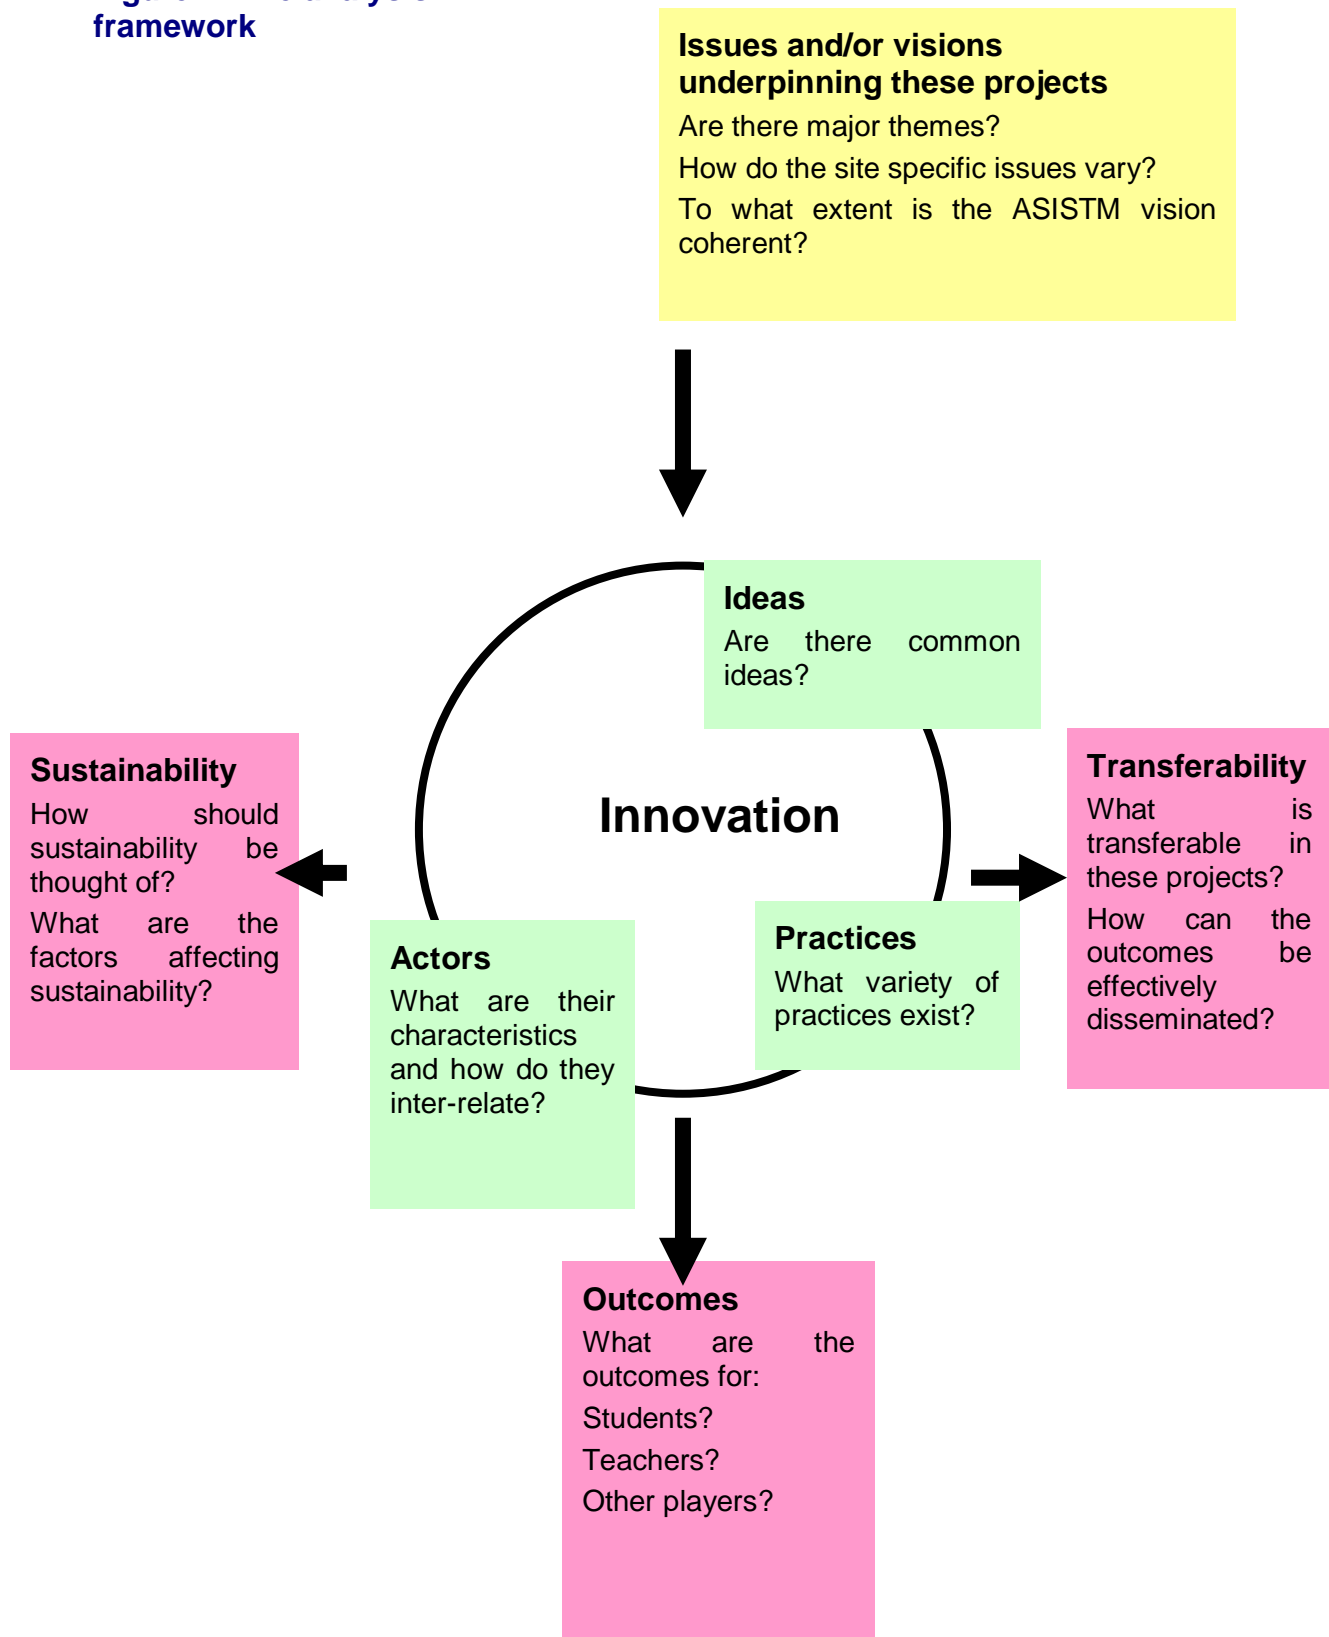 framework
Issues and/or visions
underpinning these projects
Are there major themes?
How do the site specific issues vary?
To what extent is the ASISTM vision
coherent?
Ideas
Are there common
ideas?
Innovation
Sustainability
How should
sustainability be
thought of?
What are the
factors affecting
sustainability?
Transferability
What is
transferable in
these projects?
How can the
outcomes be
effectively
disseminated?
Actors
What are their
characteristics
and how do they
inter-relate?
Practices
What variety of
practices exist?
Outcomes
What are the
outcomes for:
Students?
Teachers?
Other players?